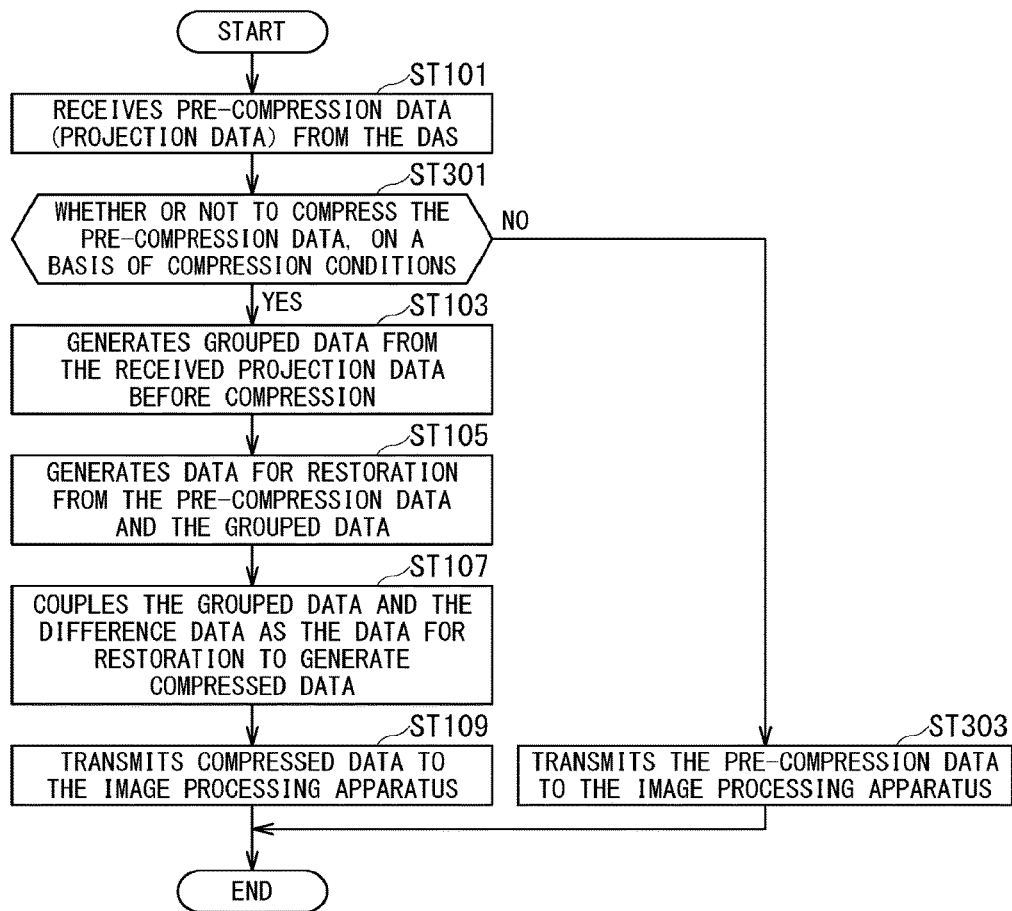 START
ST101
RECEIVES PRE-COMPRESSION DATA
(PROJECTION DATA) FROM THE DAS
ST301
WHETHER OR NOT TO COMPRESS THE
PRE-COMPRESSION DATA, ON A
BASIS OF COMPRESSION CONDITIONS
NO
YES
ST103
GENERATES GROUPED DATA FROM
THE RECEIVED PROJECTION DATA
BEFORE COMPRESSION
ST105
GENERATES DATA FOR RESTORATION
FROM THE PRE-COMPRESSION DATA
AND THE GROUPED DATA
ST107
COUPLES THE GROUPED DATA AND THE
DIFFERENCE DATA AS THE DATA FOR
RESTORATION TO GENERATE
COMPRESSED DATA
ST109
TRANSMITS COMPRESSED DATA TO
THE IMAGE PROCESSING APPARATUS
ST303
TRANSMITS THE PRE-COMPRESSION DATA
TO THE IMAGE PROCESSING APPARATUS
END